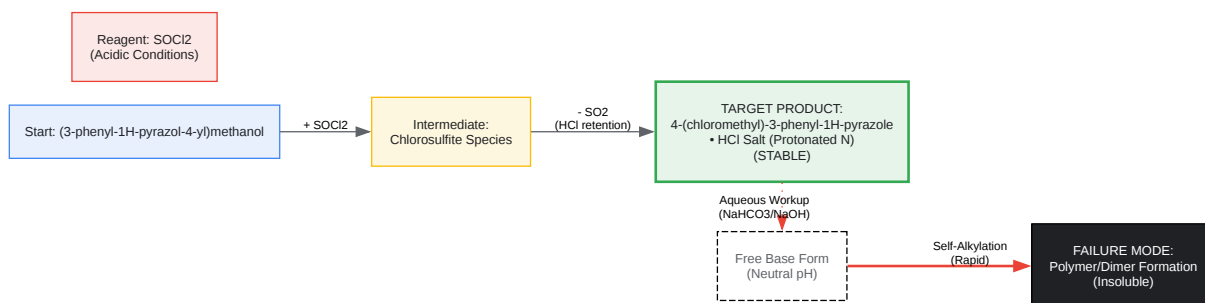 Reagent: SOCl2
(Acidic Conditions)
Start: (3-phenyl-1H-pyrazol-4-yl)methanol
+ SOCl2
Intermediate:
Chlorosulfite Species
- SO2
(HCl retention)
TARGET PRODUCT:
4-(chloromethyl)-3-phenyl-1H-pyrazole
• HCl Salt (Protonated N)
(STABLE)
Aqueous Workup
(NaHCO3/NaOH)
Free Base Form
(Neutral pH)
Self-Alkylation
(Rapid)
FAILURE MODE:
Polymer/Dimer Formation
(Insoluble)